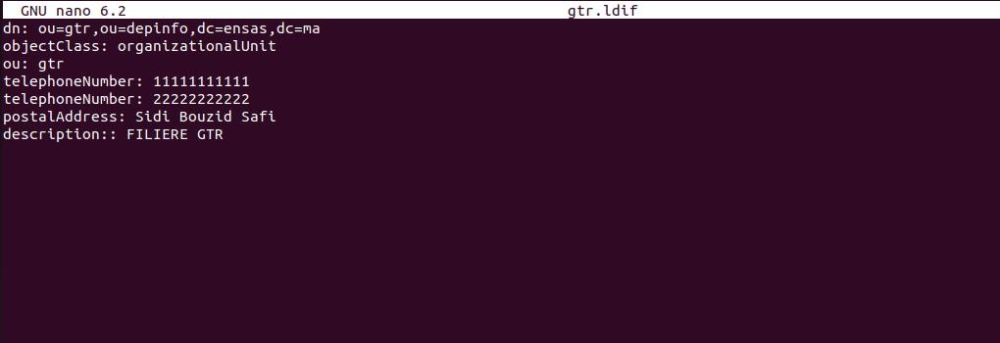 GNU nano 6.2 gtr.ldif
dn: ou=gtr,ou=depinfo,dc=ensas,dc=ma
objectClass: organizationalUnit
ou: gtr
telephoneNumber: 11111111111
telephoneNumber: 22222222222
postalAddress: Sidi Bouzid Safi
description:: FILIERE GTR